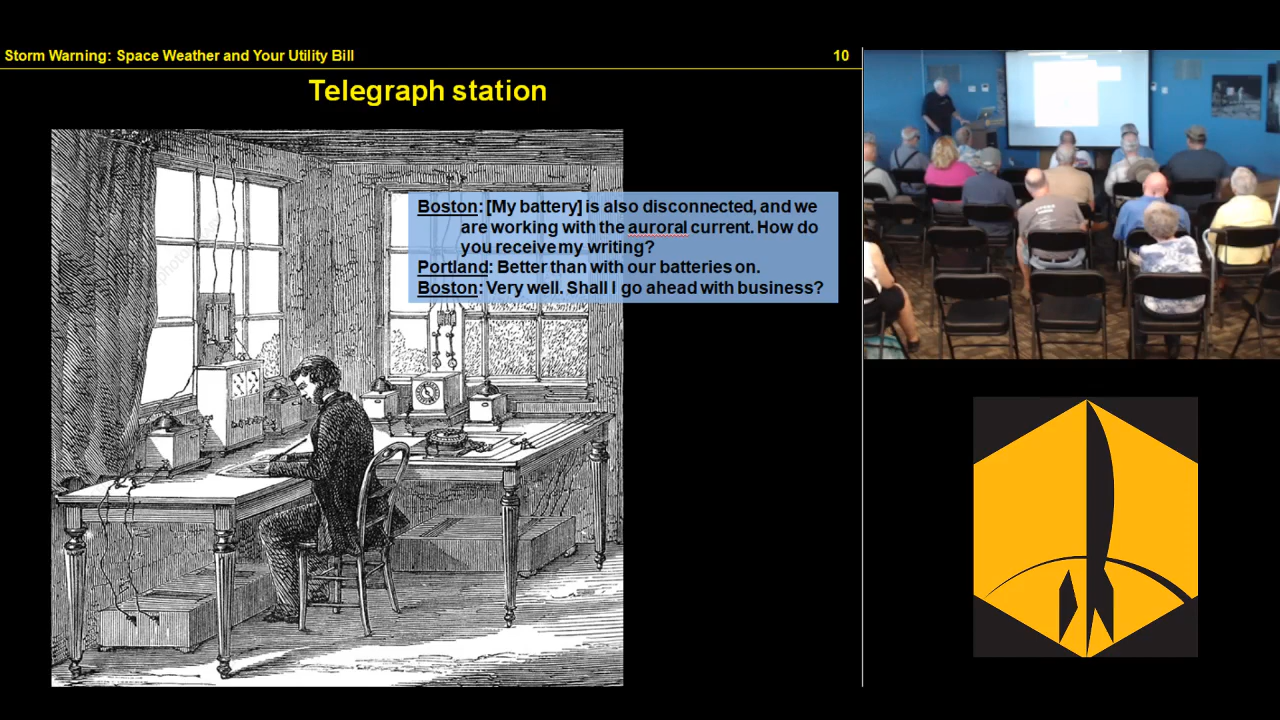 Storm Warning: Space Weather and Your Utility Bill 10
Telegraph station
Boston: [My battery] is also disconnected, and we
are working with the auroral current. How do
you receive my writing?
Portland: Better than with our batteries on.
Boston: Very well. Shall I go ahead with business?